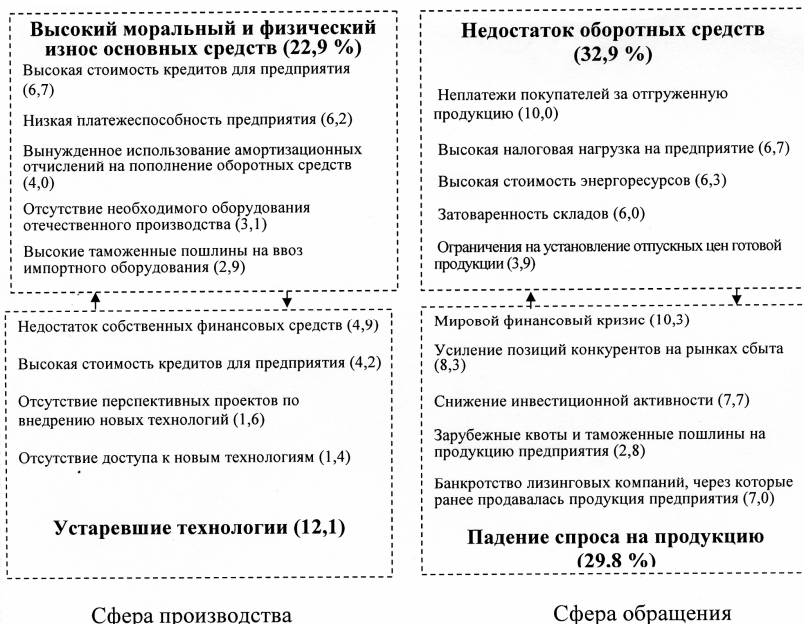 Высокий моральный и физический
износ основных средств (22,9 %)
Высокая стоимость кредитов для предприятия
(6,7)
Низкая платежеспособность предприятия (6,2)
Вынужденное использование амортизационных
отчислений на пополнение оборотных средств
(4,0)
Отсутствие необходимого оборудования
отечественного производства (3,1)
Высокие таможенные пошлины на ввоз
импортного оборудования (2,9)
Недостаток оборотных средств
(32,9 %)
Неплатежи покупателей за отгруженную
продукцию (10,0)
Высокая налоговая нагрузка на предприятие (6,7)
Высокая стоимость энергоресурсов (6,3)
Затоваренность складов (6,0)
Ограничения на установление отпускных цен готовой
продукции (3,9)
Недостаток собственных финансовых средств (4,9)
Высокая стоимость кредитов для предприятия (4,2)
Отсутствие перспективных проектов по
внедрению новых технологий (1,6)
Отсутствие доступа к новым технологиям (1,4)
Устаревшие технологии (12,1)
Мировой финансовый кризис (10,3)
Усиление позиций конкурентов на рынках сбыта
(8,3)
Снижение инвестиционной активности (7,7)
Зарубежные квоты и таможенные пошлины на
продукцию предприятия (2,8)
Банкротство лизинговых компаний, через которые
ранее продавалась продукция предприятия (7,0)
Падение спроса на продукцию
(29.8 %)
Сфера производства
Сфера обращения